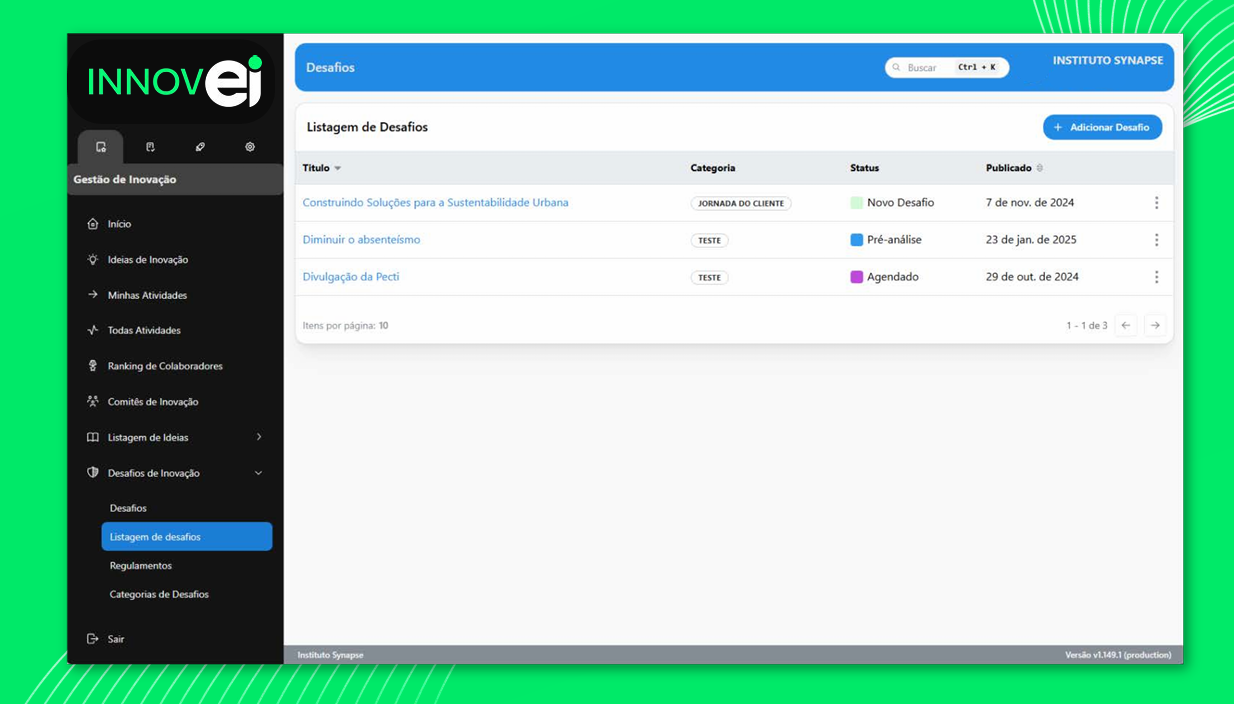 INNOVei
Gestão de Inovação
Início
Ideias de Inovação
Minhas Atividades
Todas Atividades
Ranking de Colaboradores
Comitês de Inovação
Listagem de Ideias
Desafios de Inovação
Desafios
Listagem de desafios
Regulamentos
Categorias de Desafios
Sair
Desafios
Buscar Ctrl + K
INSTITUTO SYNAPSE
Listagem de Desafios
+ Adicionar Desafio
Titulo Categoria Status Publicado
Construindo Soluções para a Sustentabilidade Urbana JORNADA DO CLIENTE Novo Desafio 7 de nov. de 2024
Diminuir o absenteísmo TESTE Pré-análise 23 de jan. de 2025
Divulgação da Pecti TESTE Agendado 29 de out. de 2024
Itens por página: 10 1 - 1 de 3
Instituto Synapse Versão v1.149.1 (production)